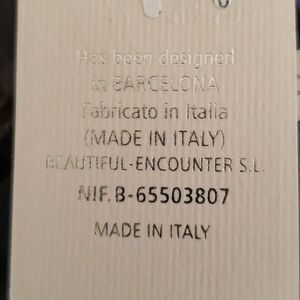 Has been designed
in BARCELONA
Fabricato in Italia
(MADE IN ITALY)
BEAUTIFUL-ENCOUNTER S.L.
NIF. B-65503807
MADE IN ITALY